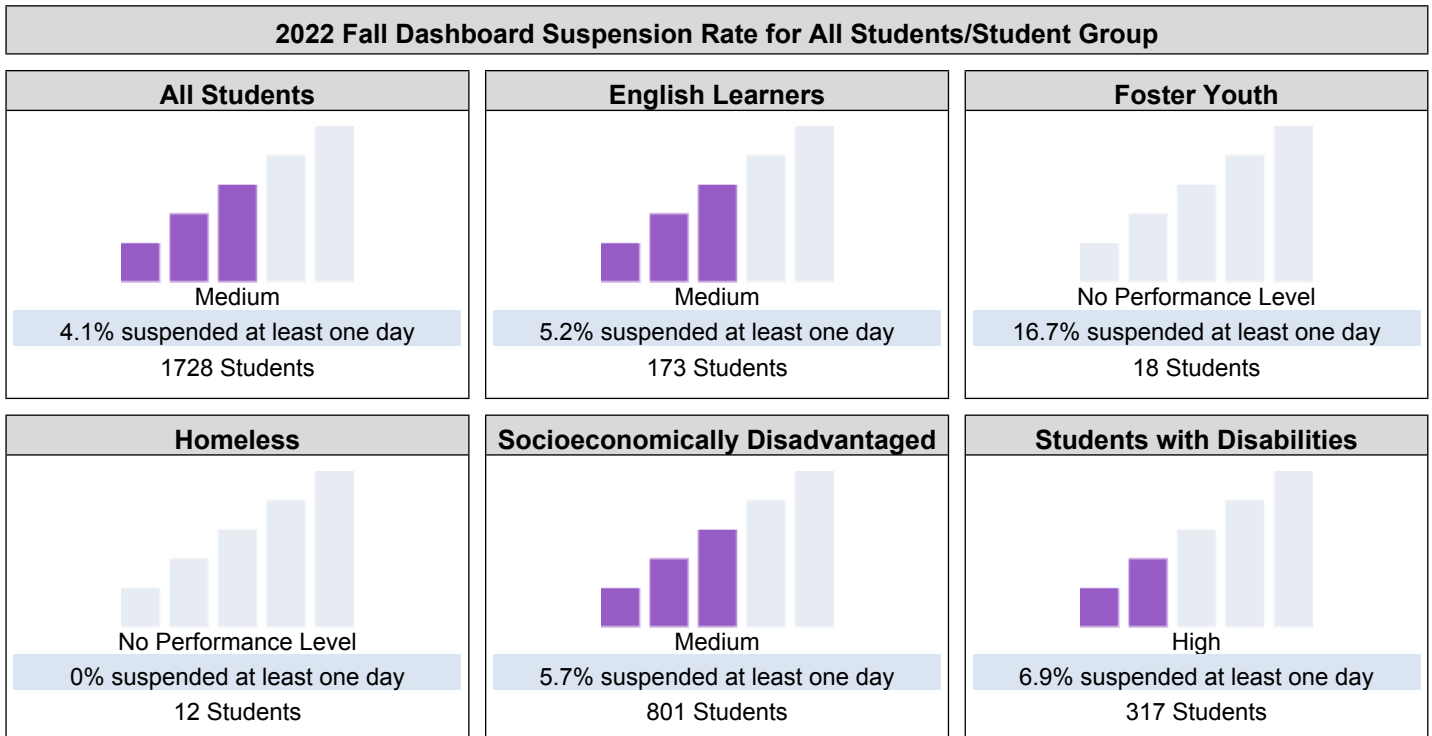 2022 Fall Dashboard Suspension Rate for All Students/Student Group
All Students
Medium
4.1% suspended at least one day
1728 Students
English Learners
Medium
5.2% suspended at least one day
173 Students
Foster Youth
No Performance Level
16.7% suspended at least one day
18 Students
Homeless
No Performance Level
0% suspended at least one day
12 Students
Socioeconomically Disadvantaged
Medium
5.7% suspended at least one day
801 Students
Students with Disabilities
High
6.9% suspended at least one day
317 Students